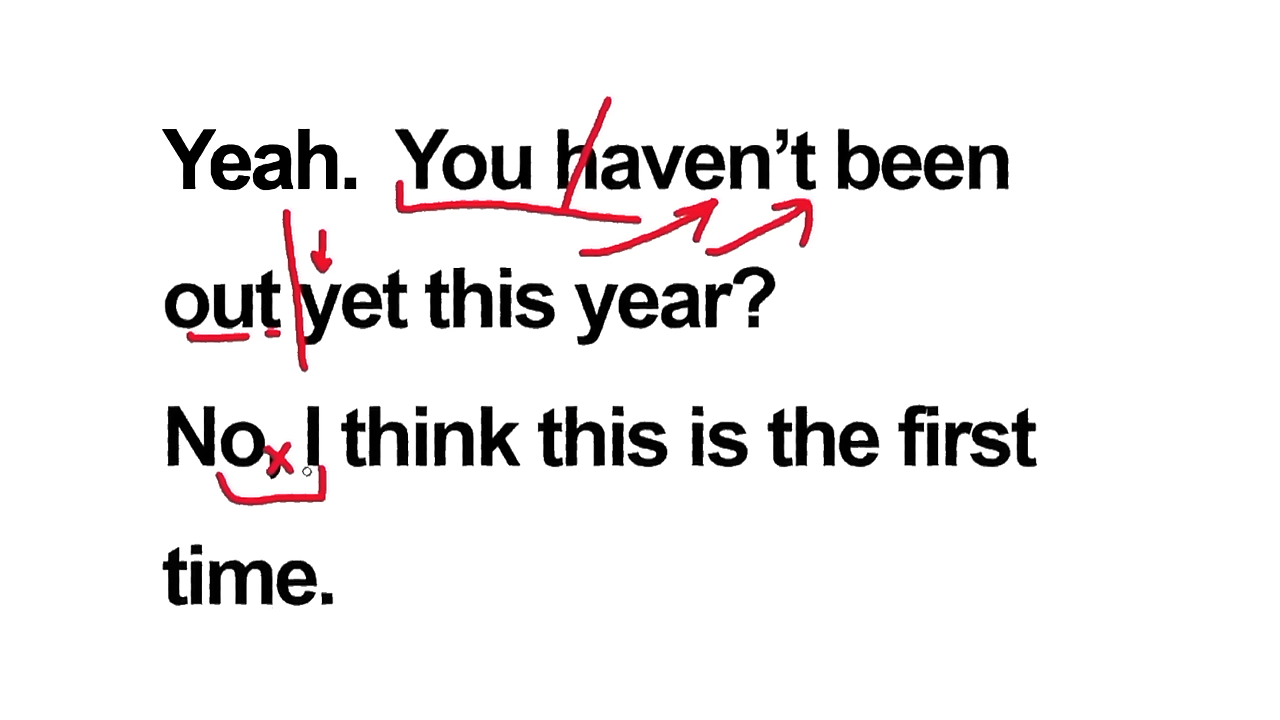 Yeah. You haven't been
out yet this year?
No, I think this is the first
time.